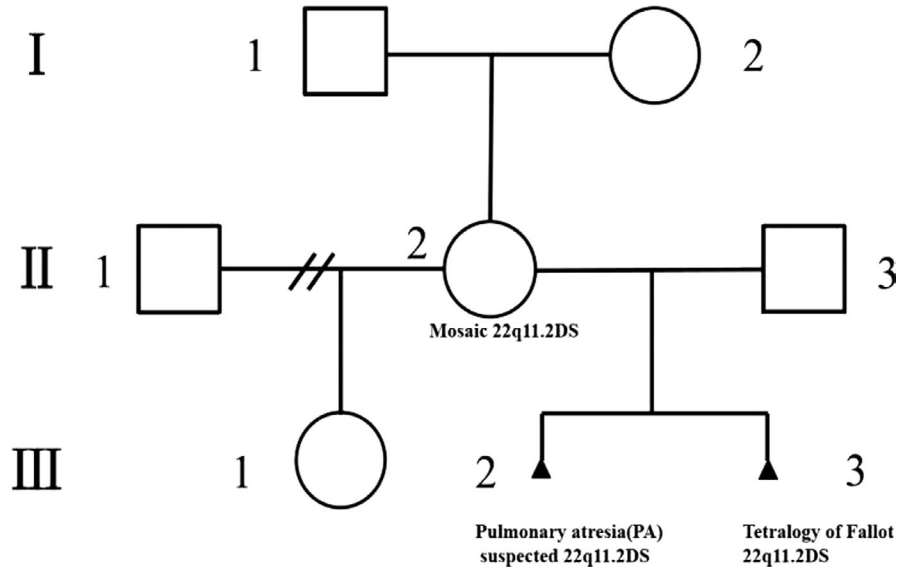 I 1 2
II 1 2 3
Mosaic 22q11.2DS
III 1 2 3
Pulmonary atresia(PA) Tetralogy of Fallot
suspected 22q11.2DS 22q11.2DS